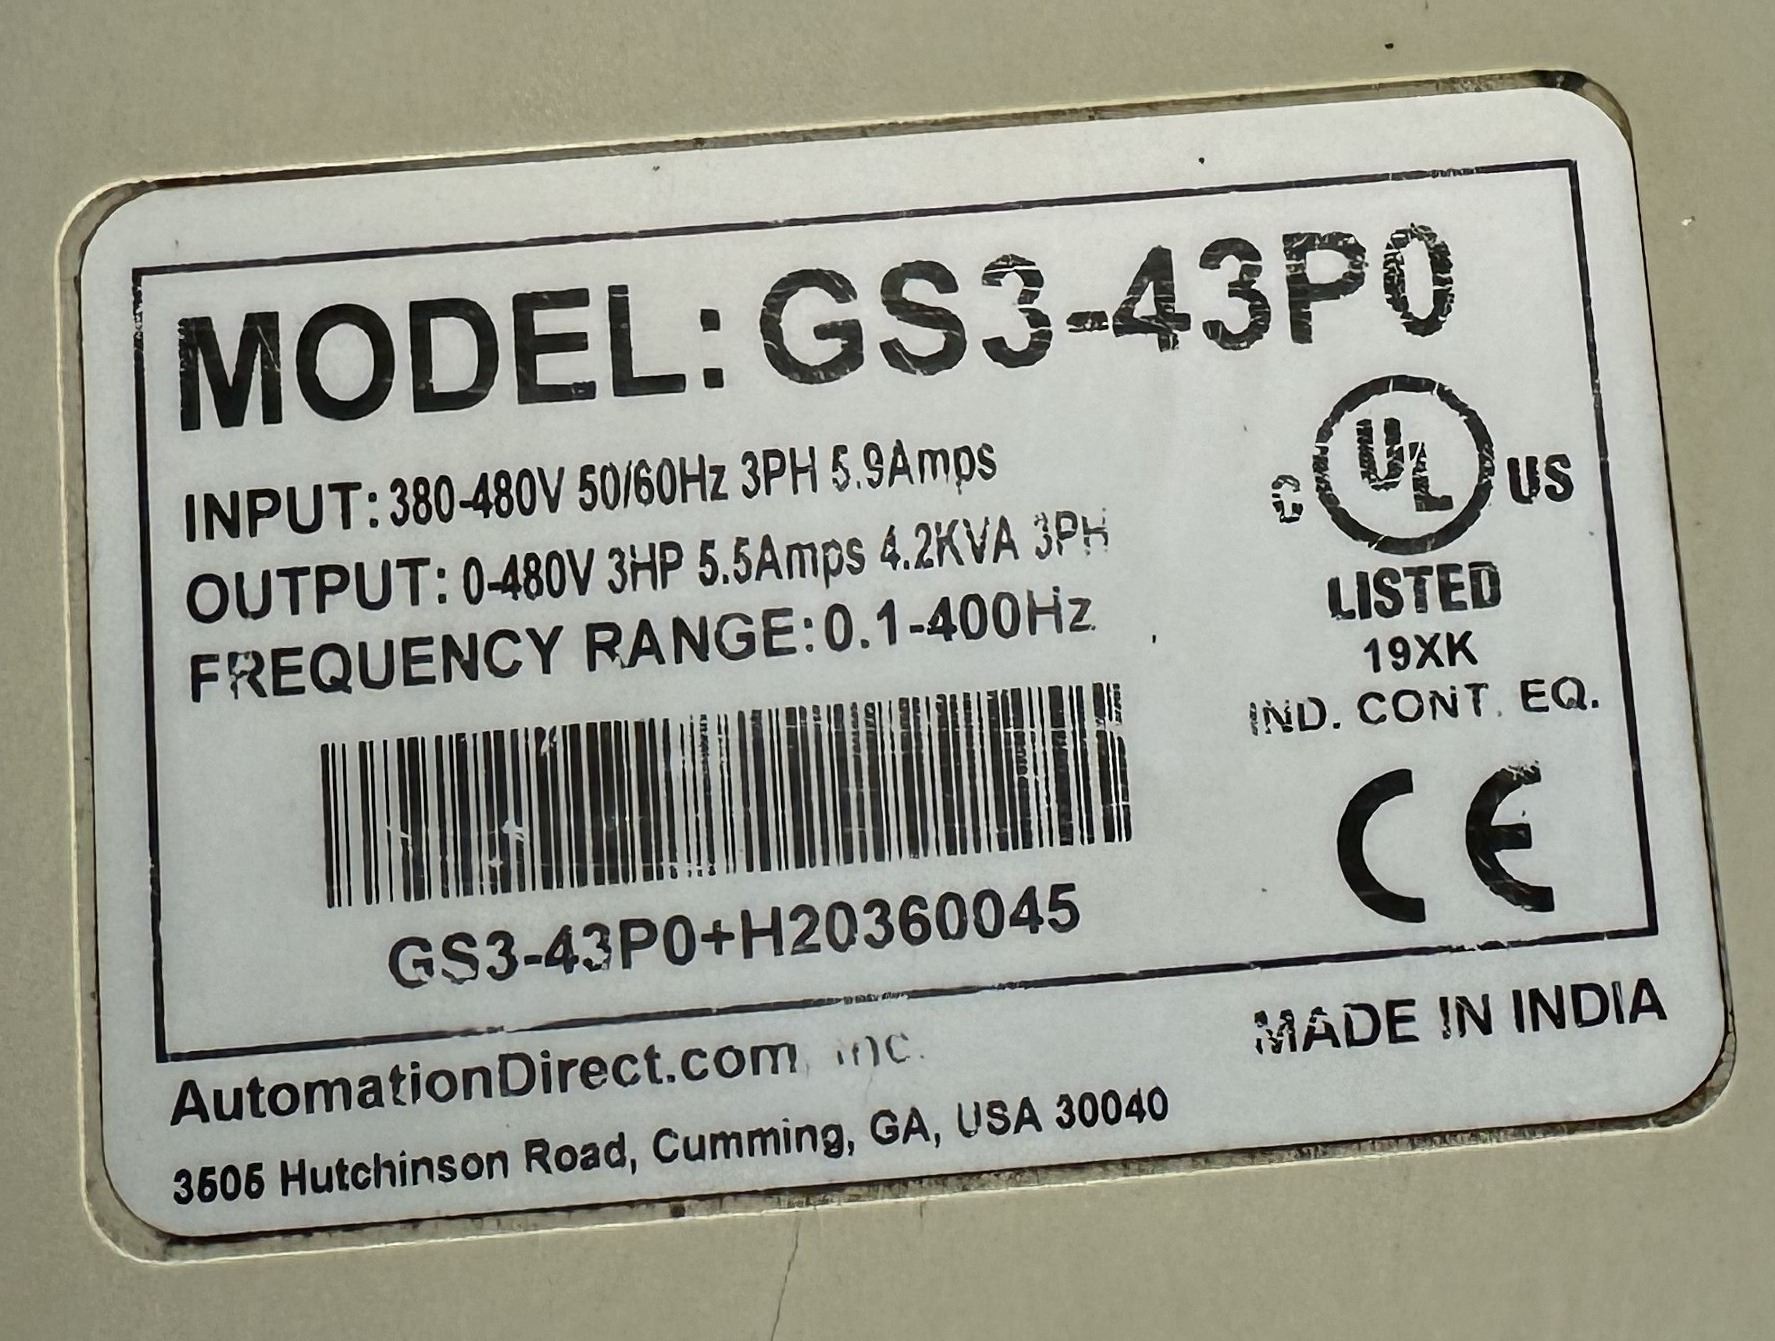 MODEL: GS3-43P0
INPUT: 380-480V 50/60Hz 3PH 5.9Amps
OUTPUT: 0-480V 3HP 5.5Amps 4.2KVA 3PH
FREQUENCY RANGE: 0.1-400Hz
c UL US
LISTED
19XK
IND. CONT. EQ.
CE
GS3-43P0+H20360045
AutomationDirect.com, inc.
MADE IN INDIA
3505 Hutchinson Road, Cumming, GA, USA 30040